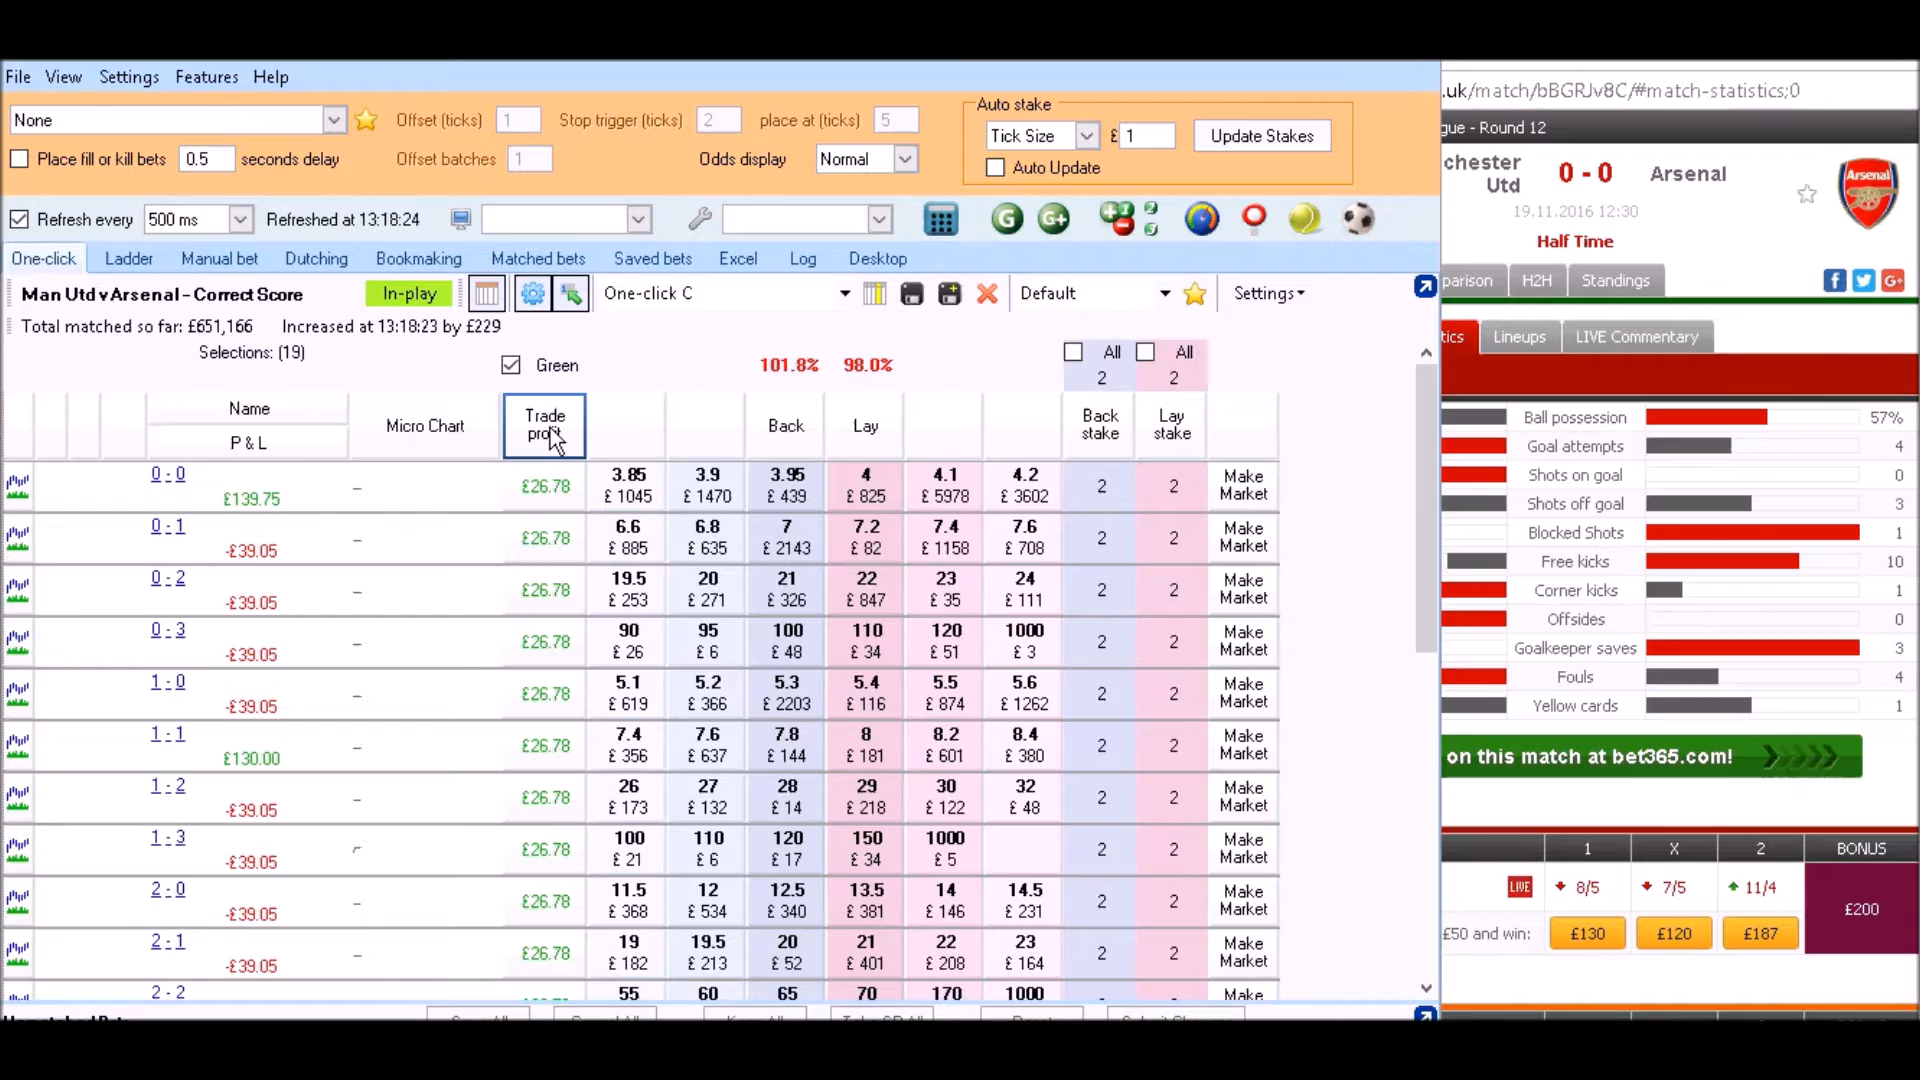 File View Settings Features Help
None Offset (ticks) 1 Stop trigger (ticks) 2 place at (ticks) 5
Place fill or kill bets 0.5 seconds delay Offset batches 1 Odds display Normal
Auto stake
Tick Size £ 1 Update Stakes
Auto Update
Refresh every 500 ms Refreshed at 13:18:24 G G+
One-click Ladder Manual bet Dutching Bookmaking Matched bets Saved bets Excel Log Desktop
Man Utd v Arsenal - Correct Score In-play One-click C Default Settings
Total matched so far: £651,166 Increased at 13:18:23 by £229
Selections: (19)
Green 101.8% 98.0% All 2 All 2
Name Micro Chart Trade profit Back Lay Back stake Lay stake
P & L
0 - 0 £26.78 3.85 3.9 3.95 4 4.1 4.2 2 2 Make Market
£139.75 £ 1045 £ 1470 £ 439 £ 825 £ 5978 £ 3602
0 - 1 £26.78 6.6 6.8 7 7.2 7.4 7.6 2 2 Make Market
-£39.05 £ 885 £ 635 £ 2143 £ 82 £ 1158 £ 708
0 - 2 £26.78 19.5 20 21 22 23 24 2 2 Make Market
-£39.05 £ 253 £ 271 £ 326 £ 847 £ 35 £ 111
0 - 3 £26.78 90 95 100 110 120 1000 2 2 Make Market
-£39.05 £ 26 £ 6 £ 48 £ 34 £ 51 £ 3
1 - 0 £26.78 5.1 5.2 5.3 5.4 5.5 5.6 2 2 Make Market
-£39.05 £ 619 £ 366 £ 2203 £ 116 £ 874 £ 1262
1 - 1 £26.78 7.4 7.6 7.8 8 8.2 8.4 2 2 Make Market
£130.00 £ 356 £ 637 £ 144 £ 181 £ 601 £ 380
1 - 2 £26.78 26 27 28 29 30 32 2 2 Make Market
-£39.05 £ 173 £ 132 £ 14 £ 218 £ 122 £ 48
1 - 3 £26.78 100 110 120 150 1000 2 2 Make Market
-£39.05 £ 21 £ 6 £ 17 £ 34 £ 5
2 - 0 £26.78 11.5 12 12.5 13.5 14 14.5 2 2 Make Market
-£39.05 £ 368 £ 534 £ 340 £ 381 £ 146 £ 231
2 - 1 £26.78 19 19.5 20 21 22 23 2 2 Make Market
-£39.05 £ 182 £ 213 £ 52 £ 401 £ 208 £ 164
2 - 2 55 60 65 70 170 1000 Make
.uk/match/bBGRJv8C/#match-statistics;0
gue - Round 12
chester Utd 0 - 0 Arsenal
Arsenal
19.11.2016 12:30
Half Time
parison H2H Standings
tics Lineups LIVE Commentary
Ball possession 57%
Goal attempts 4
Shots on goal 0
Shots off goal 3
Blocked Shots 1
Free kicks 10
Corner kicks 1
Offsides 0
Goalkeeper saves 3
Fouls 4
Yellow cards 1
on this match at bet365.com!
1 X 2 BONUS
LIVE 8/5 7/5 11/4 £200
£50 and win: £130 £120 £187